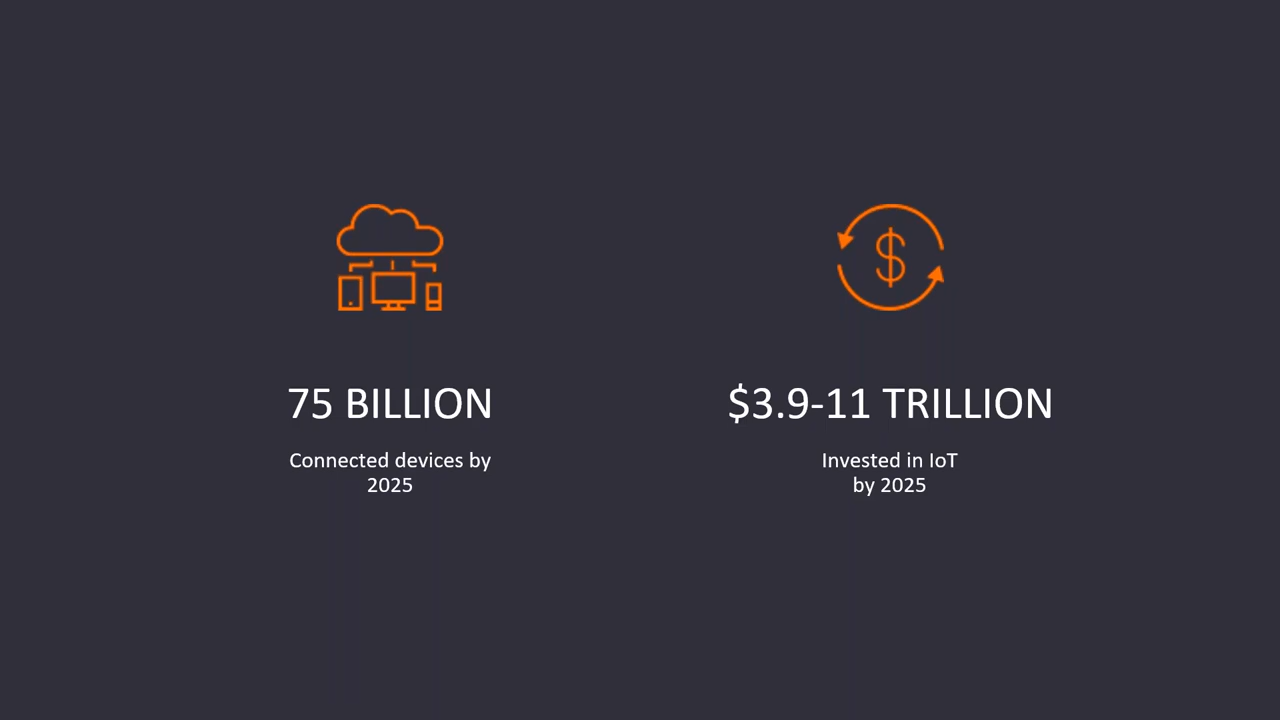 75 BILLION
Connected devices by
2025
$3.9-11 TRILLION
Invested in IoT
by 2025